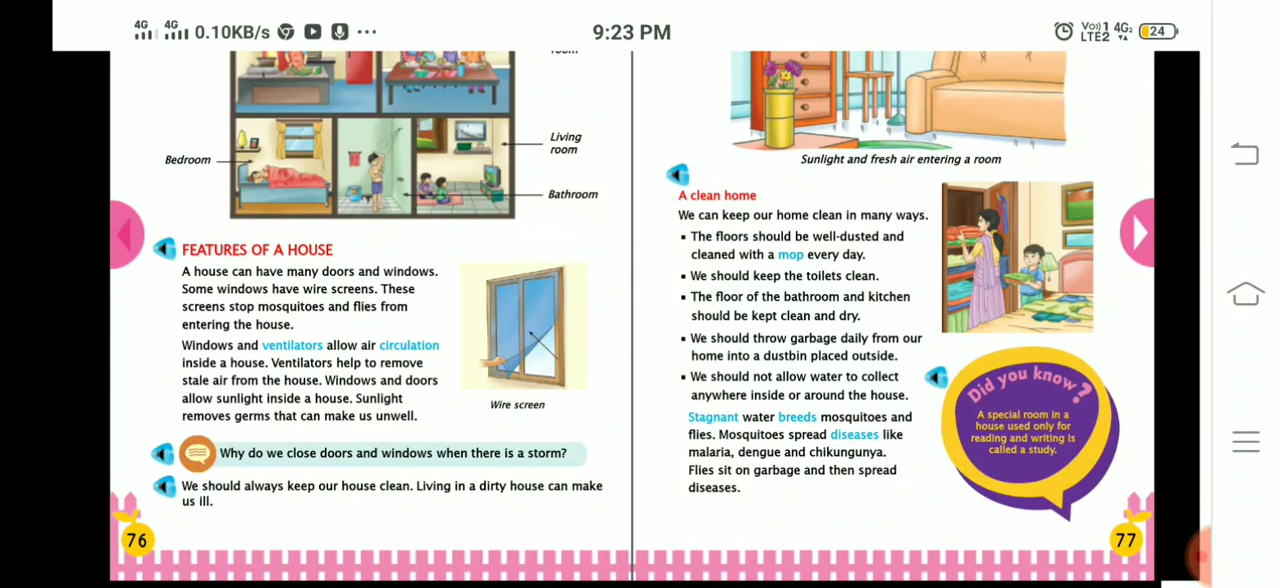 4G 4G 0.10KB/s
9:23 PM
Vo)) 1 4G2
LTE2 24
room
Living
room
Bedroom
Bathroom
FEATURES OF A HOUSE
A house can have many doors and windows.
Some windows have wire screens. These
screens stop mosquitoes and flies from
entering the house.
Windows and ventilators allow air circulation
inside a house. Ventilators help to remove
stale air from the house. Windows and doors
allow sunlight inside a house. Sunlight
removes germs that can make us unwell.
Wire screen
Why do we close doors and windows when there is a storm?
We should always keep our house clean. Living in a dirty house can make
us ill.
76
Sunlight and fresh air entering a room
A clean home
We can keep our home clean in many ways.
▪ The floors should be well-dusted and
cleaned with a mop every day.
▪ We should keep the toilets clean.
▪ The floor of the bathroom and kitchen
should be kept clean and dry.
▪ We should throw garbage daily from our
home into a dustbin placed outside.
▪ We should not allow water to collect
anywhere inside or around the house.
Stagnant water breeds mosquitoes and
flies. Mosquitoes spread diseases like
malaria, dengue and chikungunya.
Flies sit on garbage and then spread
diseases.
Did you know?
A special room in a
house used only for
reading and writing is
called a study.
77